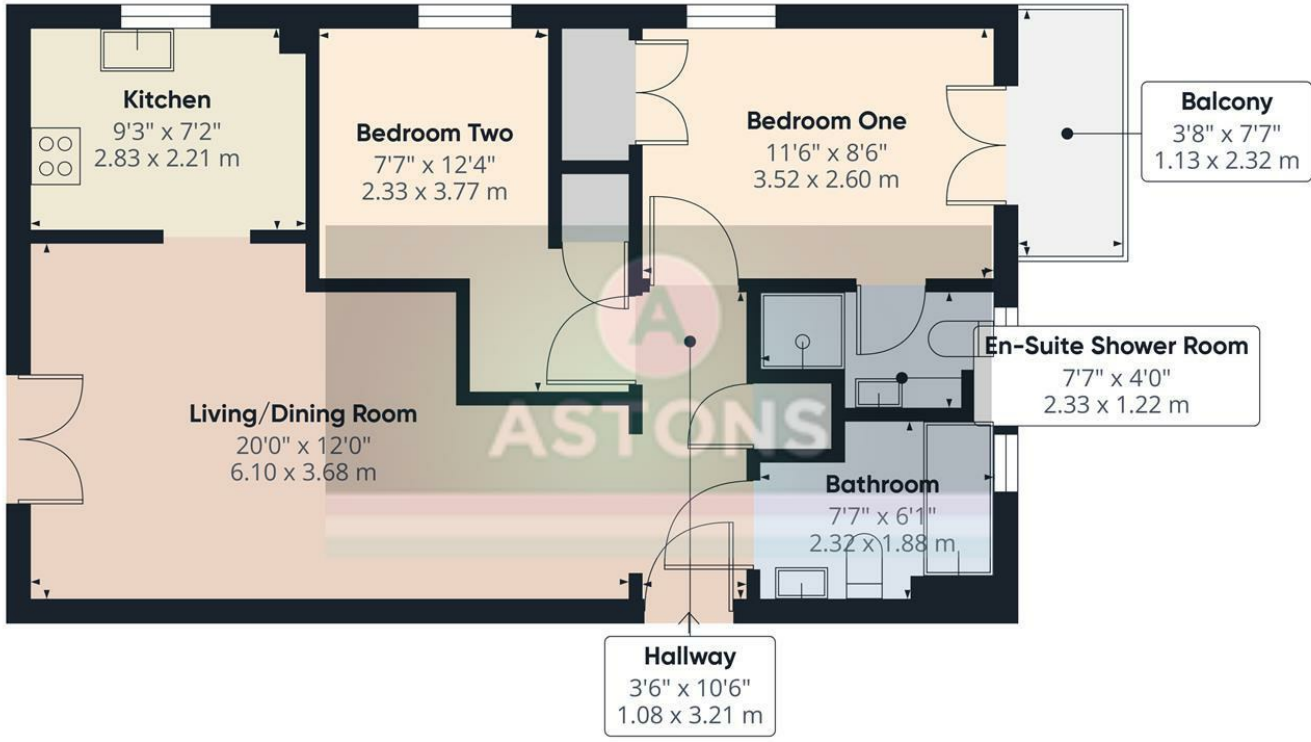 Kitchen
9'3" x 7'2"
2.83 x 2.21 m
Bedroom Two
7'7" x 12'4"
2.33 x 3.77 m
Bedroom One
11'6" x 8'6"
3.52 x 2.60 m
Balcony
3'8" x 7'7"
1.13 x 2.32 m
En-Suite Shower Room
7'7" x 4'0"
2.33 x 1.22 m
Living/Dining Room
20'0" x 12'0"
6.10 x 3.68 m
A
ASTONS
Bathroom
7'7" x 6'1"
2.32 x 1.88 m
Hallway
3'6" x 10'6"
1.08 x 3.21 m